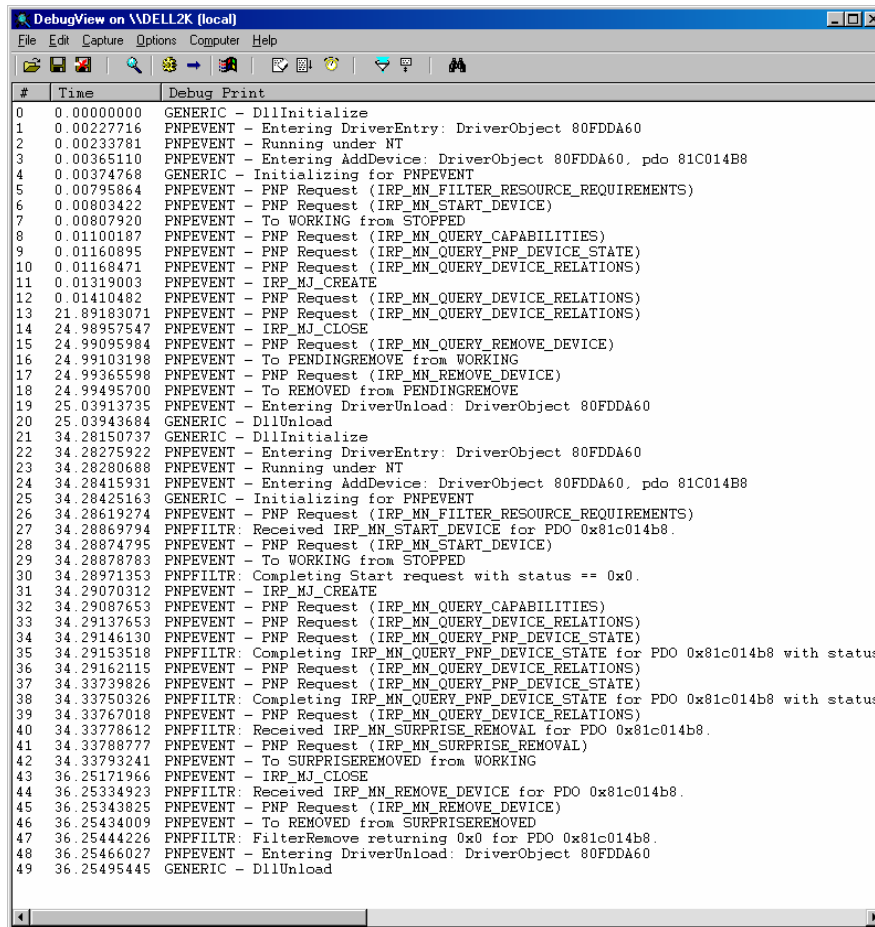 DebugView on \\DELL2K (local)
File Edit Capture Options Computer Help
# Time Debug Print
0 0.00000000 GENERIC - DllInitialize
1 0.00227716 PNPEVENT - Entering DriverEntry: DriverObject 80FDDA60
2 0.00233781 PNPEVENT - Running under NT
3 0.00365110 PNPEVENT - Entering AddDevice: DriverObject 80FDDA60, pdo 81C014B8
4 0.00374768 GENERIC - Initializing for PNPEVENT
5 0.00795864 PNPEVENT - PNP Request (IRP_MN_FILTER_RESOURCE_REQUIREMENTS)
6 0.00803422 PNPEVENT - PNP Request (IRP_MN_START_DEVICE)
7 0.00807920 PNPEVENT - To WORKING from STOPPED
8 0.01100187 PNPEVENT - PNP Request (IRP_MN_QUERY_CAPABILITIES)
9 0.01160895 PNPEVENT - PNP Request (IRP_MN_QUERY_PNP_DEVICE_STATE)
10 0.01168471 PNPEVENT - PNP Request (IRP_MN_QUERY_DEVICE_RELATIONS)
11 0.01319003 PNPEVENT - IRP_MJ_CREATE
12 0.01410482 PNPEVENT - PNP Request (IRP_MN_QUERY_DEVICE_RELATIONS)
13 21.89183071 PNPEVENT - PNP Request (IRP_MN_QUERY_DEVICE_RELATIONS)
14 24.98957547 PNPEVENT - IRP_MJ_CLOSE
15 24.99095984 PNPEVENT - PNP Request (IRP_MN_QUERY_REMOVE_DEVICE)
16 24.99103198 PNPEVENT - To PENDINGREMOVE from WORKING
17 24.99365598 PNPEVENT - PNP Request (IRP_MN_REMOVE_DEVICE)
18 24.99495700 PNPEVENT - To REMOVED from PENDINGREMOVE
19 25.03913735 PNPEVENT - Entering DriverUnload: DriverObject 80FDDA60
20 25.03943684 GENERIC - DllUnload
21 34.28150737 GENERIC - DllInitialize
22 34.28275922 PNPEVENT - Entering DriverEntry: DriverObject 80FDDA60
23 34.28280688 PNPEVENT - Running under NT
24 34.28415931 PNPEVENT - Entering AddDevice: DriverObject 80FDDA60, pdo 81C014B8
25 34.28425163 GENERIC - Initializing for PNPEVENT
26 34.28619274 PNPEVENT - PNP Request (IRP_MN_FILTER_RESOURCE_REQUIREMENTS)
27 34.28869794 PNPFILTR: Received IRP_MN_START_DEVICE for PDO 0x81c014b8.
28 34.28874795 PNPEVENT - PNP Request (IRP_MN_START_DEVICE)
29 34.28878783 PNPEVENT - To WORKING from STOPPED
30 34.28971353 PNPFILTR: Completing Start request with status == 0x0.
31 34.29070312 PNPEVENT - IRP_MJ_CREATE
32 34.29087653 PNPEVENT - PNP Request (IRP_MN_QUERY_CAPABILITIES)
33 34.29137653 PNPEVENT - PNP Request (IRP_MN_QUERY_DEVICE_RELATIONS)
34 34.29146130 PNPEVENT - PNP Request (IRP_MN_QUERY_PNP_DEVICE_STATE)
35 34.29153518 PNPFILTR: Completing IRP_MN_QUERY_PNP_DEVICE_STATE for PDO 0x81c014b8 with status
36 34.29162115 PNPEVENT - PNP Request (IRP_MN_QUERY_DEVICE_RELATIONS)
37 34.33739826 PNPEVENT - PNP Request (IRP_MN_QUERY_PNP_DEVICE_STATE)
38 34.33750326 PNPFILTR: Completing IRP_MN_QUERY_PNP_DEVICE_STATE for PDO 0x81c014b8 with status
39 34.33767018 PNPEVENT - PNP Request (IRP_MN_QUERY_DEVICE_RELATIONS)
40 34.33778612 PNPFILTR: Received IRP_MN_SURPRISE_REMOVAL for PDO 0x81c014b8.
41 34.33788777 PNPEVENT - PNP Request (IRP_MN_SURPRISE_REMOVAL)
42 34.33793241 PNPEVENT - To SURPRISEREMOVED from WORKING
43 36.25171966 PNPEVENT - IRP_MJ_CLOSE
44 36.25334923 PNPFILTR: Received IRP_MN_REMOVE_DEVICE for PDO 0x81c014b8.
45 36.25343825 PNPEVENT - PNP Request (IRP_MN_REMOVE_DEVICE)
46 36.25434009 PNPEVENT - To REMOVED from SURPRISEREMOVED
47 36.25444226 PNPFILTR: FilterRemove returning 0x0 for PDO 0x81c014b8.
48 36.25466027 PNPEVENT - Entering DriverUnload: DriverObject 80FDDA60
49 36.25495445 GENERIC - DllUnload